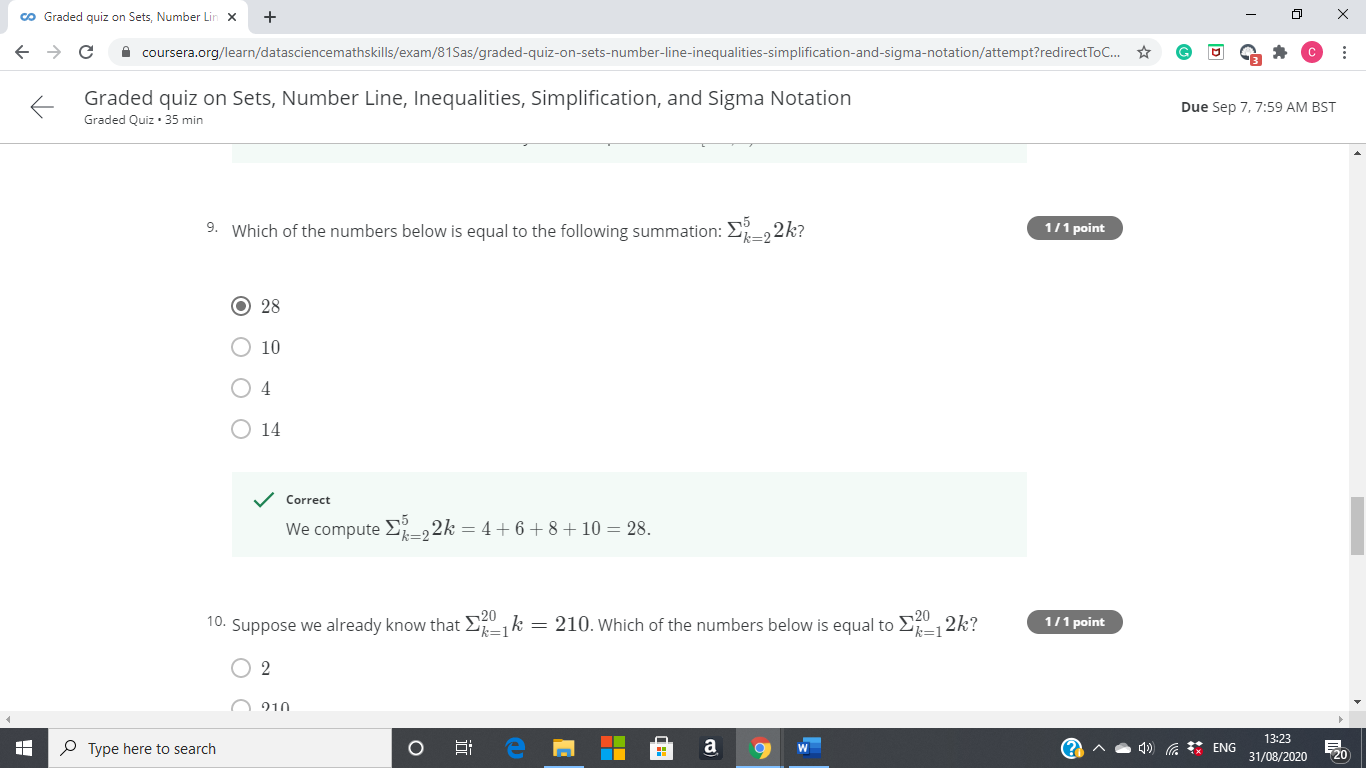 Graded quiz on Sets, Number Lin
coursera.org/learn/datasciencemathskills/exam/81Sas/graded-quiz-on-sets-number-line-inequalities-simplification-and-sigma-notation/attempt?redirectToC...
3
C
Graded quiz on Sets, Number Line, Inequalities, Simplification, and Sigma Notation
Due Sep 7, 7:59 AM BST
Graded Quiz • 35 min
9. Which of the numbers below is equal to the following summation: Σ⁵ₖ₌₂ 2k?
1 / 1 point
28
10
4
14
Correct
We compute Σ⁵ₖ₌₂ 2k = 4 + 6 + 8 + 10 = 28.
10. Suppose we already know that Σ²⁰ₖ₌₁ k = 210. Which of the numbers below is equal to Σ²⁰ₖ₌₁ 2k?
1 / 1 point
2
210
Type here to search
ENG
13:23
31/08/2020
20